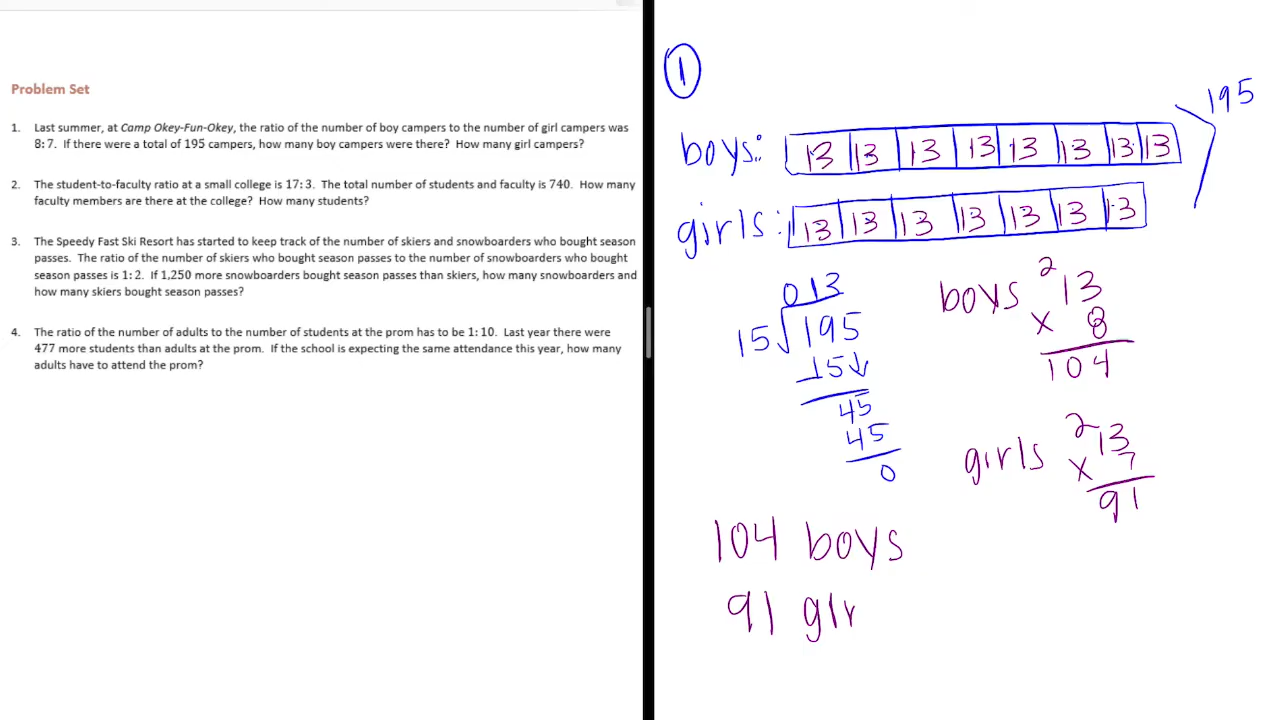 Problem Set
1. Last summer, at Camp Okey-Fun-Okey, the ratio of the number of boy campers to the number of girl campers was
8:7. If there were a total of 195 campers, how many boy campers were there? How many girl campers?
2. The student-to-faculty ratio at a small college is 17:3. The total number of students and faculty is 740. How many
faculty members are there at the college? How many students?
3. The Speedy Fast Ski Resort has started to keep track of the number of skiers and snowboarders who bought season
passes. The ratio of the number of skiers who bought season passes to the number of snowboarders who bought
season passes is 1:2. If 1,250 more snowboarders bought season passes than skiers, how many snowboarders and
how many skiers bought season passes?
4. The ratio of the number of adults to the number of students at the prom has to be 1:10. Last year there were
477 more students than adults at the prom. If the school is expecting the same attendance this year, how many
adults have to attend the prom?
1
195
boys: 13 13 13 13 13 13 13 13
girls: 13 13 13 13 13 13 13
013
15 195
15
45
45
0
boys 2 13
x 8
104
girls 2 13
x 7
91
104 boys
91 gir